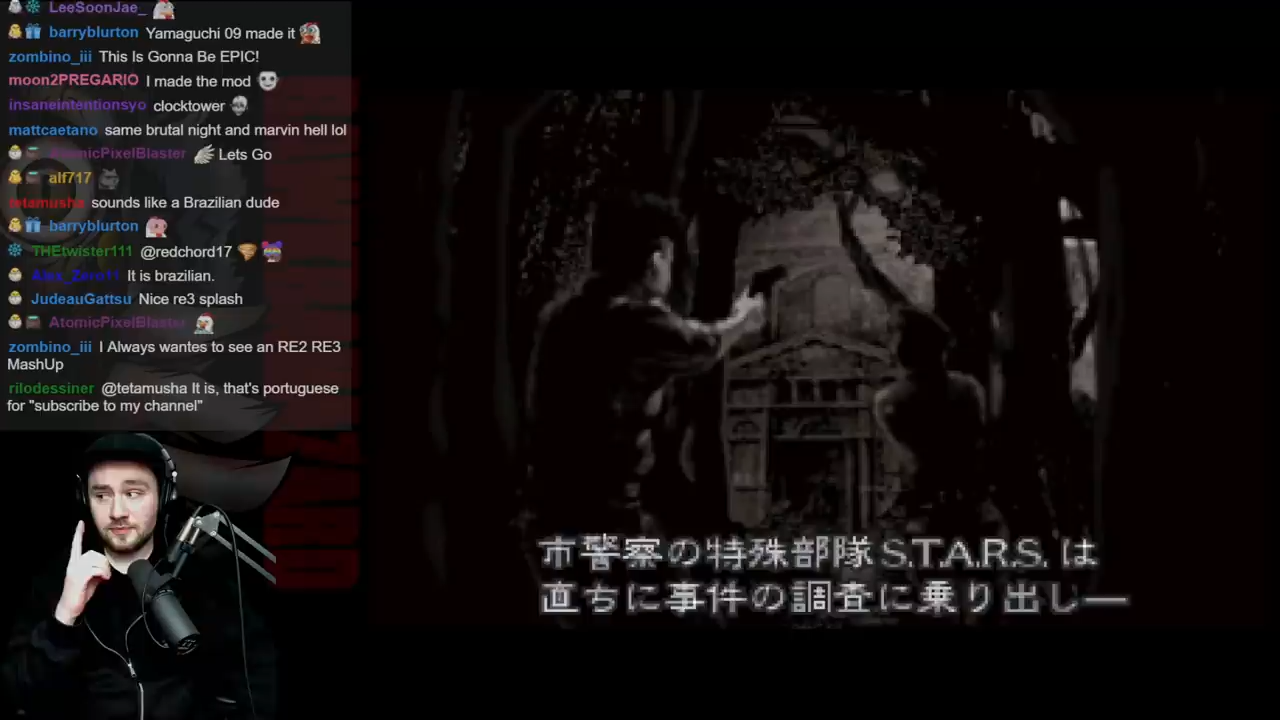 LeeSoonJae_
barryblurton Yamaguchi 09 made it
zombino_iii This Is Gonna Be EPIC!
moon2PREGARIO I made the mod
insaneintentionsyo clocktower
mattcaetano same brutal night and marvin hell lol
AtomicPixelBlaster Lets Go
alf717
tetamusha sounds like a Brazilian dude
barryblurton
THEtwister111 @redchord17
Alex_Zero11 It is brazilian.
JudeauGattsu Nice re3 splash
AtomicPixelBlaster
zombino_iii I Always wantes to see an RE2 RE3
MashUp
rilodessiner @tetamusha It is, that's portuguese
for "subscribe to my channel"
市警察の特殊部隊S.T.A.R.S.は
直ちに事件の調査に乗り出し―